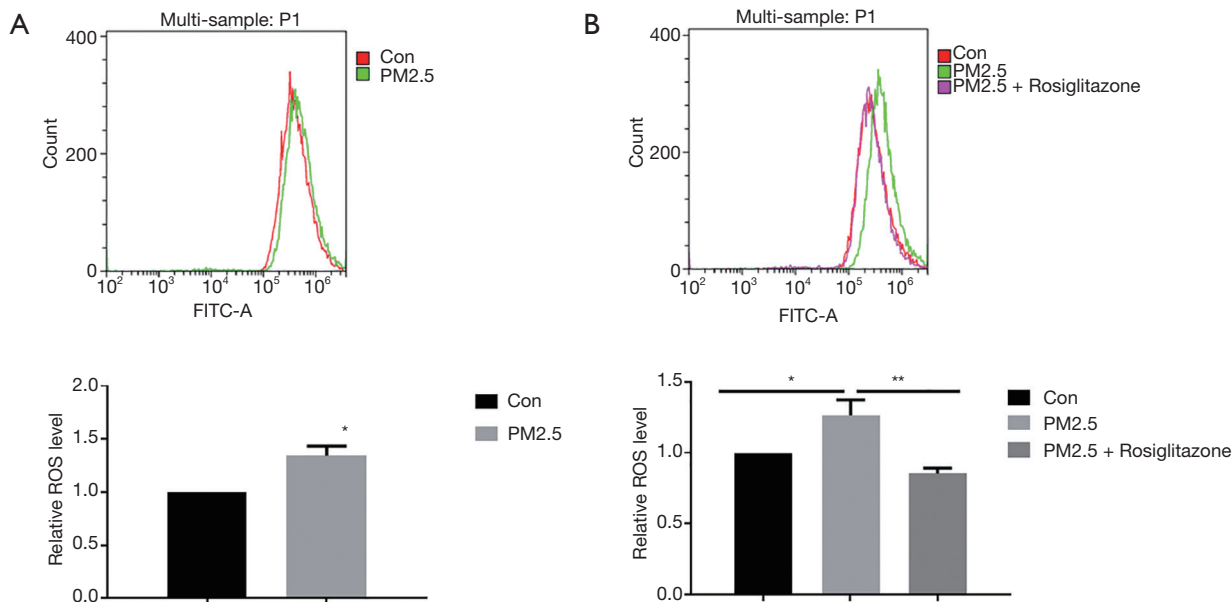 A
Multi-sample: P1
400
200
0
Count
10² 10³ 10⁴ 10⁵ 10⁶
FITC-A
Con
PM2.5
B
Multi-sample: P1
400
200
0
Count
10² 10³ 10⁴ 10⁵ 10⁶
FITC-A
Con
PM2.5
PM2.5 + Rosiglitazone
2.0
1.5
1.0
0.5
0.0
Relative ROS level
*
Con
PM2.5
1.5
1.0
0.5
0.0
Relative ROS level
* **
Con
PM2.5
PM2.5 + Rosiglitazone